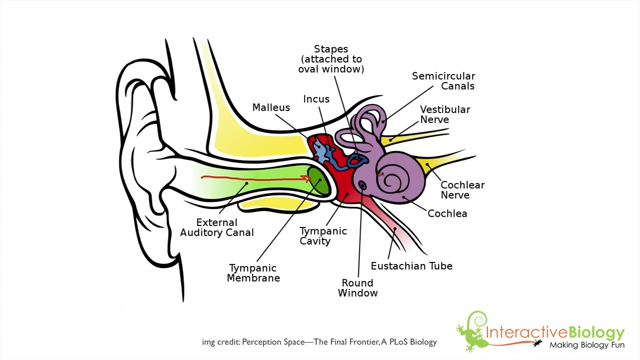 Stapes
(attached to
oval window)
Semicircular
Canals
Malleus
Incus
Vestibular
Nerve
Cochlear
Nerve
Cochlea
External
Auditory Canal
Tympanic
Cavity
Eustachian Tube
Tympanic
Membrane
Round
Window
InteractiveBiology
Making Biology Fun
img credit: Perception Space—The Final Frontier, A PLoS Biology